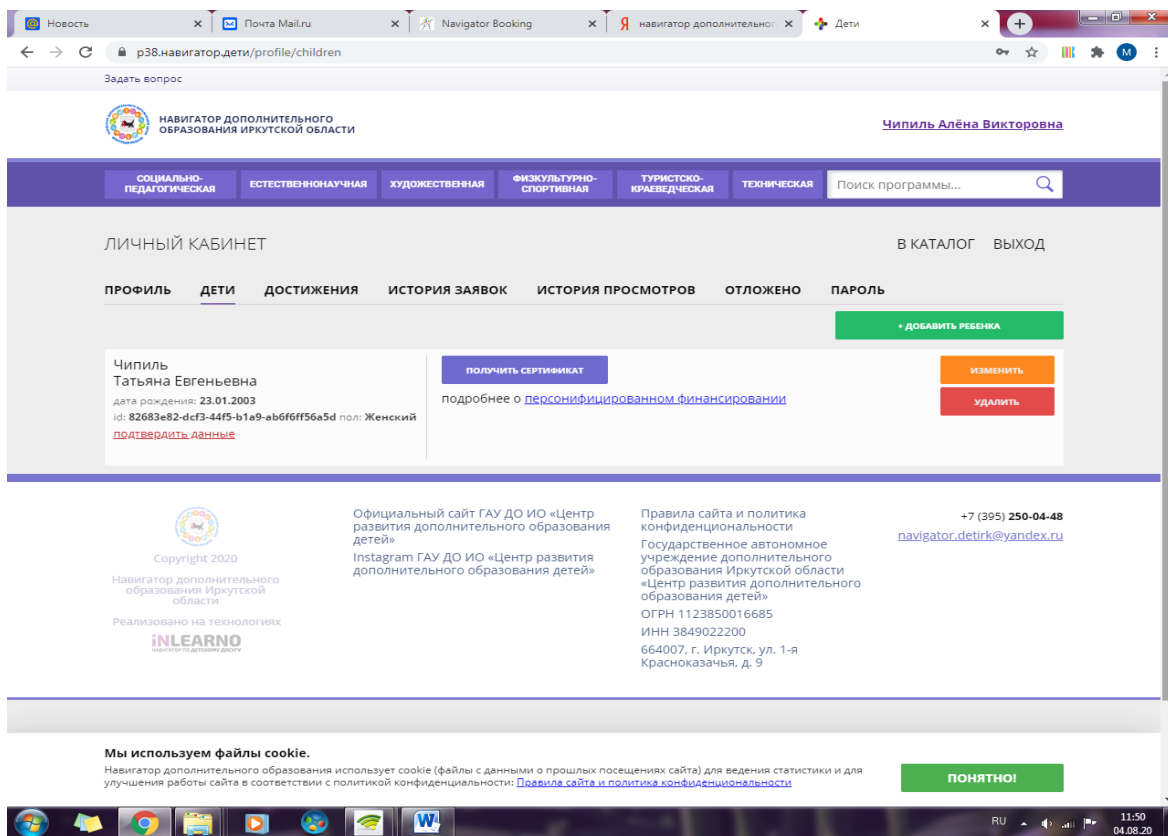 Новость
Почта Mail.ru
Navigator Booking
навигатор дополнительног
Дети
p38.навигатор.дети/profile/children
М
Задать вопрос
НАВИГАТОР ДОПОЛНИТЕЛЬНОГО
ОБРАЗОВАНИЯ ИРКУТСКОЙ ОБЛАСТИ
Чипиль Алёна Викторовна
СОЦИАЛЬНО-
ПЕДАГОГИЧЕСКАЯ
ЕСТЕСТВЕННОНАУЧНАЯ
ХУДОЖЕСТВЕННАЯ
ФИЗКУЛЬТУРНО-
СПОРТИВНАЯ
ТУРИСТСКО-
КРАЕВЕДЧЕСКАЯ
ТЕХНИЧЕСКАЯ
Поиск программы...
ЛИЧНЫЙ КАБИНЕТ
В КАТАЛОГ ВЫХОД
ПРОФИЛЬ ДЕТИ ДОСТИЖЕНИЯ ИСТОРИЯ ЗАЯВОК ИСТОРИЯ ПРОСМОТРОВ ОТЛОЖЕНО ПАРОЛЬ
+ ДОБАВИТЬ РЕБЕНКА
Чипиль
Татьяна Евгеньевна
дата рождения: 23.01.2003
id: 82683e82-dcf3-44f5-b1a9-ab6f6ff56a5d пол: Женский
подтвердить данные
ПОЛУЧИТЬ СЕРТИФИКАТ
подробнее о персонифицированном финансировании
ИЗМЕНИТЬ
УДАЛИТЬ
Copyright 2020
Навигатор дополнительного
образования Иркутской
области
Реализовано на технологиях
iNLEARNO
НАВИГАТОР ПО ДЕТСКОМУ ДОСУГУ
Официальный сайт ГАУ ДО ИО «Центр
развития дополнительного образования
детей»
Instagram ГАУ ДО ИО «Центр развития
дополнительного образования детей»
Правила сайта и политика
конфиденциональности
Государственное автономное
учреждение дополнительного
образования Иркутской области
«Центр развития дополнительного
образования детей»
ОГРН 1123850016685
ИНН 3849022200
664007, г. Иркутск, ул. 1-я
Красноказачья, д. 9
+7 (395) 250-04-48
navigator.detirk@yandex.ru
Мы используем файлы cookie.
Навигатор дополнительного образования использует cookie (файлы с данными о прошлых посещениях сайта) для ведения статистики и для
улучшения работы сайта в соответствии с политикой конфиденциальности: Правила сайта и политика конфиденциональности
ПОНЯТНО!
RU
11:50
04.08.20